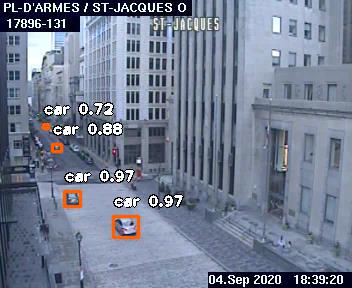 PL-D'ARMES / ST-JACQUES O
17896-131
ST-JACQUES
car 0.72
car 0.88
car 0.97
car 0.97
04.Sep 2020 18:39:20